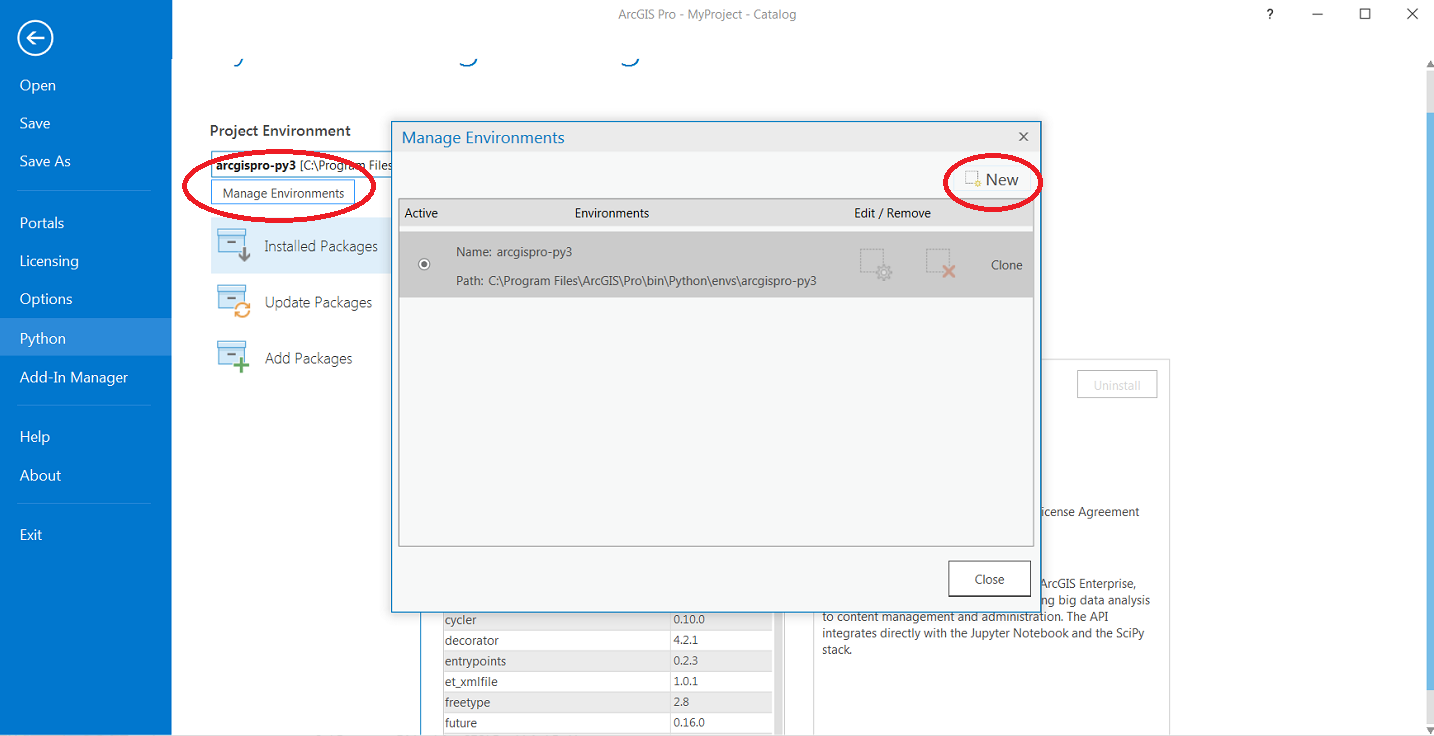 ArcGIS Pro - MyProject - Catalog
?
Open
Save
Save As
Portals
Licensing
Options
Python
Add-In Manager
Help
About
Exit
Project Environment
arcgispro-py3 [C:\Program Files
Manage Environments
Installed Packages
Update Packages
Add Packages
Manage Environments
New
Active Environments Edit / Remove
Name: arcgispro-py3
Path: C:\Program Files\ArcGIS\Pro\bin\Python\envs\arcgispro-py3
Clone
Close
Uninstall
icense Agreement
ArcGIS Enterprise,
ng big data analysis
to content management and administration. The API
integrates directly with the Jupyter Notebook and the SciPy
stack.
cycler 0.10.0
decorator 4.2.1
entrypoints 0.2.3
et_xmlfile 1.0.1
freetype 2.8
future 0.16.0